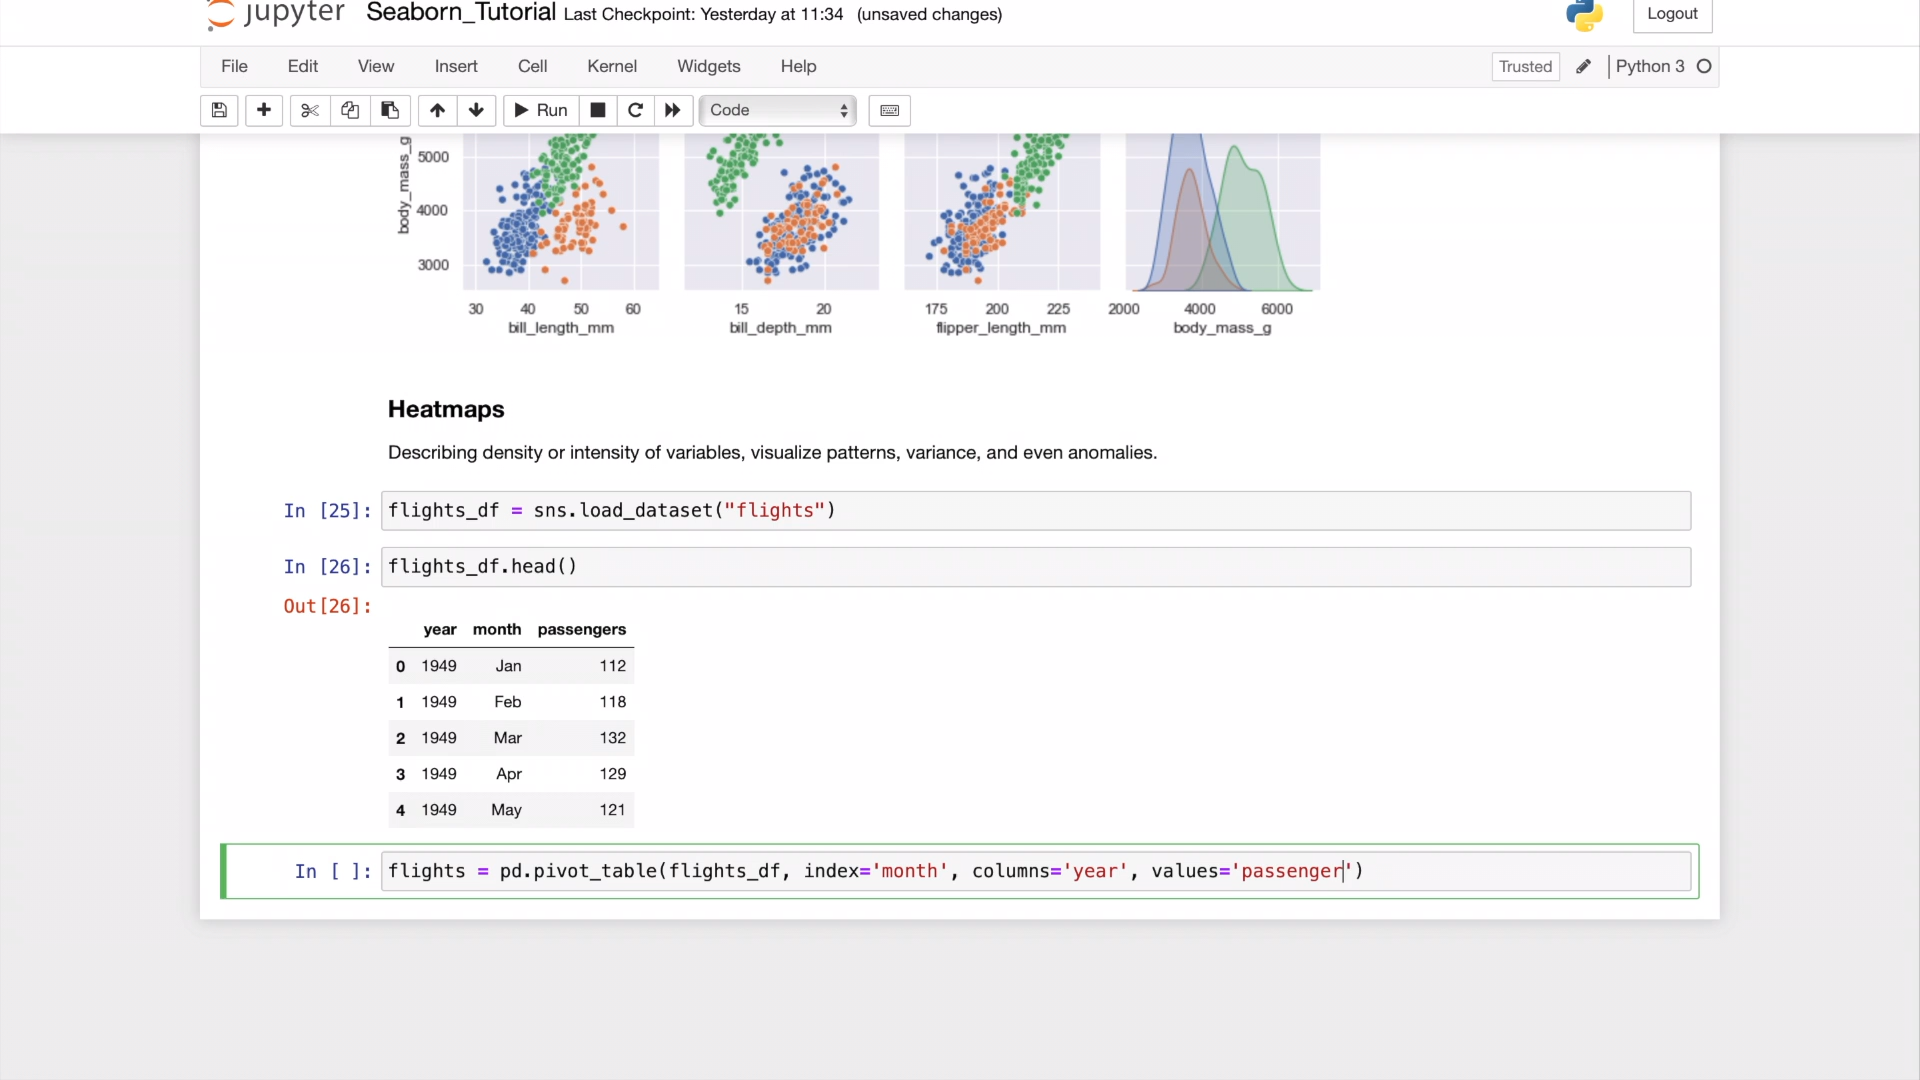 jupyter Seaborn_Tutorial Last Checkpoint: Yesterday at 11:34 (unsaved changes) Logout
File Edit View Insert Cell Kernel Widgets Help Trusted Python 3
Run Code
body_mass_g
5000
4000
3000
30 40 50 60 15 20 175 200 225 2000 4000 6000
bill_length_mm bill_depth_mm flipper_length_mm body_mass_g
Heatmaps
Describing density or intensity of variables, visualize patterns, variance, and even anomalies.
In [25]: flights_df = sns.load_dataset("flights")
In [26]: flights_df.head()
Out[26]:
year month passengers
0 1949 Jan 112
1 1949 Feb 118
2 1949 Mar 132
3 1949 Apr 129
4 1949 May 121
In [ ]: flights = pd.pivot_table(flights_df, index='month', columns='year', values='passenger')